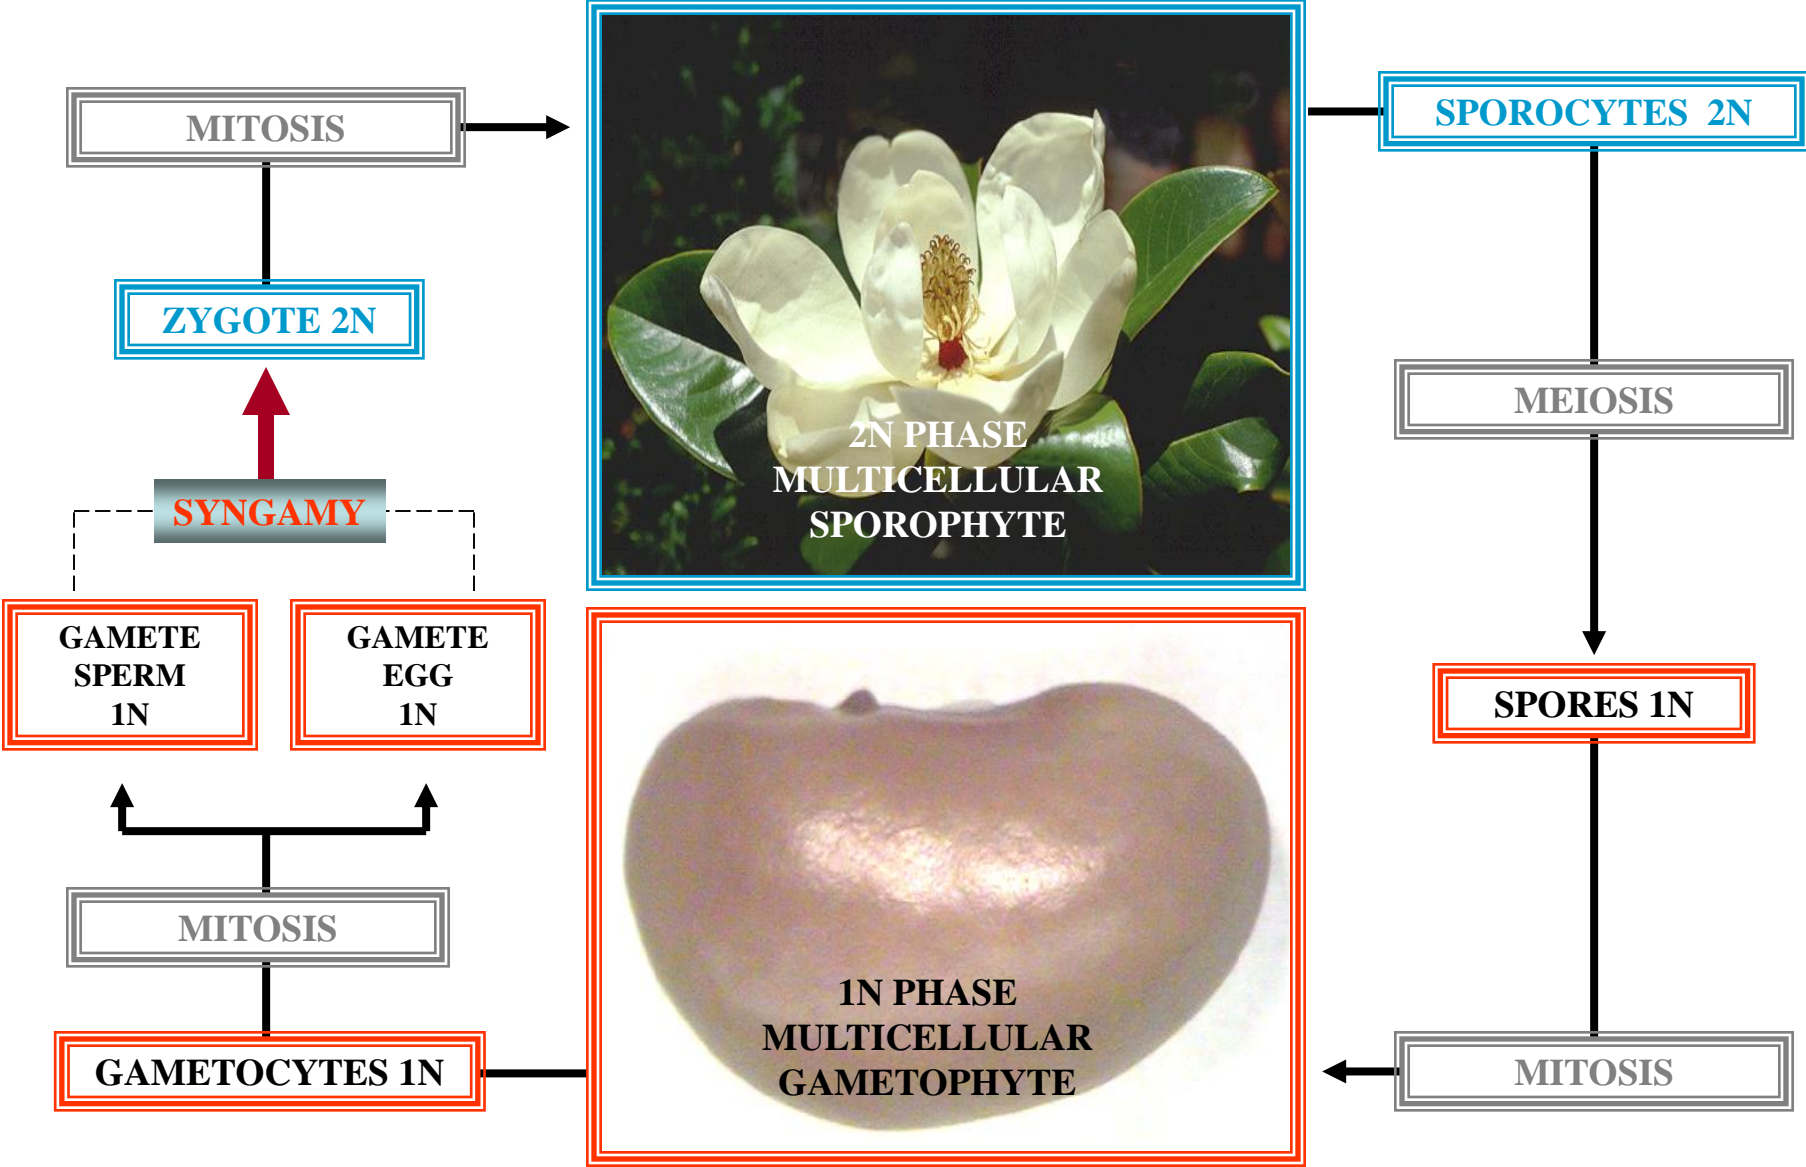 MITOSIS
SPOROCYTES 2N
ZYGOTE 2N
MEIOSIS
2N PHASE
MULTICELLULAR
SPOROPHYTE
SYNGAMY
GAMETE
SPERM
1N
GAMETE
EGG
1N
SPORES 1N
MITOSIS
1N PHASE
MULTICELLULAR
GAMETOPHYTE
GAMETOCYTES 1N
MITOSIS